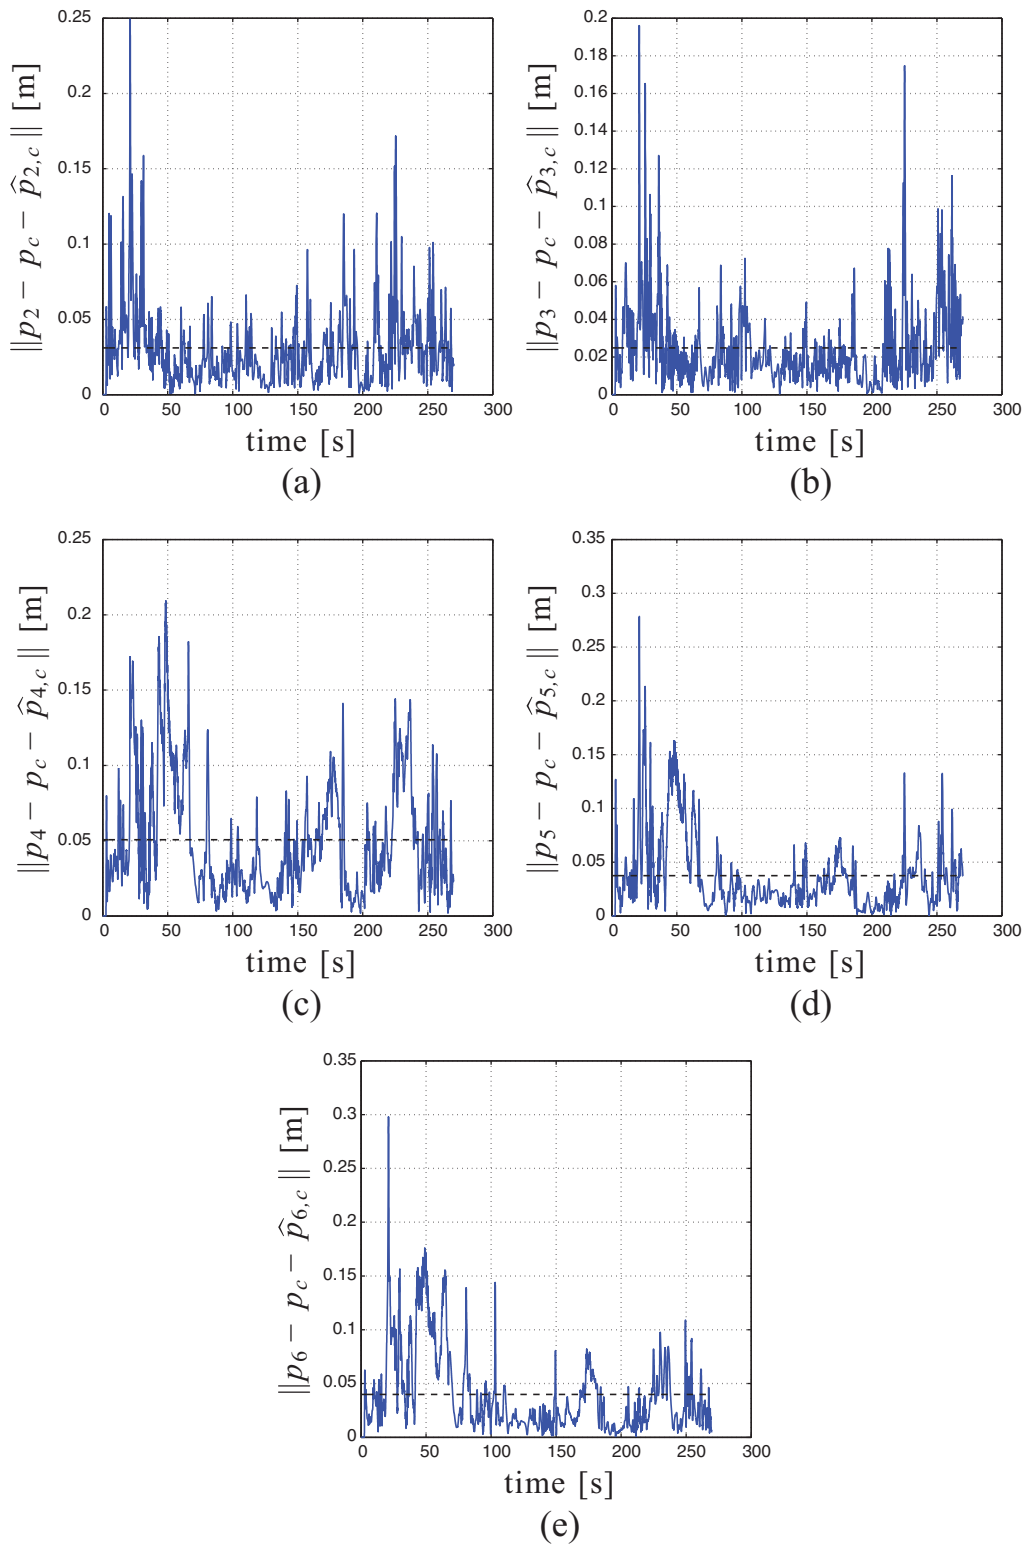 0.25
0.2
0.15
0.1
0.05
0
0 50 100 150 200 250 300
||p₂ − p_c − p̂₂,c || [m]
time [s]
(a)
0.2
0.18
0.16
0.14
0.12
0.1
0.08
0.06
0.04
0.02
0
0 50 100 150 200 250 300
||p₃ − p_c − p̂₃,c || [m]
time [s]
(b)
0.25
0.2
0.15
0.1
0.05
0
0 50 100 150 200 250 300
||p₄ − p_c − p̂₄,c || [m]
time [s]
(c)
0.35
0.3
0.25
0.2
0.15
0.1
0.05
0
0 50 100 150 200 250 300
||p₅ − p_c − p̂₅,c || [m]
time [s]
(d)
0.35
0.3
0.25
0.2
0.15
0.1
0.05
0
0 50 100 150 200 250 300
||p₆ − p_c − p̂₆,c || [m]
time [s]
(e)